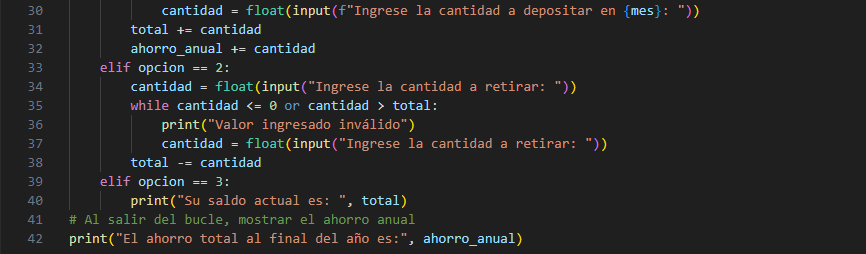 30 cantidad = float(input(f"Ingrese la cantidad a depositar en {mes}: "))
31 total += cantidad
32 ahorro_anual += cantidad
33 elif opcion == 2:
34 cantidad = float(input("Ingrese la cantidad a retirar: "))
35 while cantidad <= 0 or cantidad > total:
36 print("Valor ingresado inválido")
37 cantidad = float(input("Ingrese la cantidad a retirar: "))
38 total -= cantidad
39 elif opcion == 3:
40 print("Su saldo actual es: ", total)
41 # Al salir del bucle, mostrar el ahorro anual
42 print("El ahorro total al final del año es:", ahorro_anual)